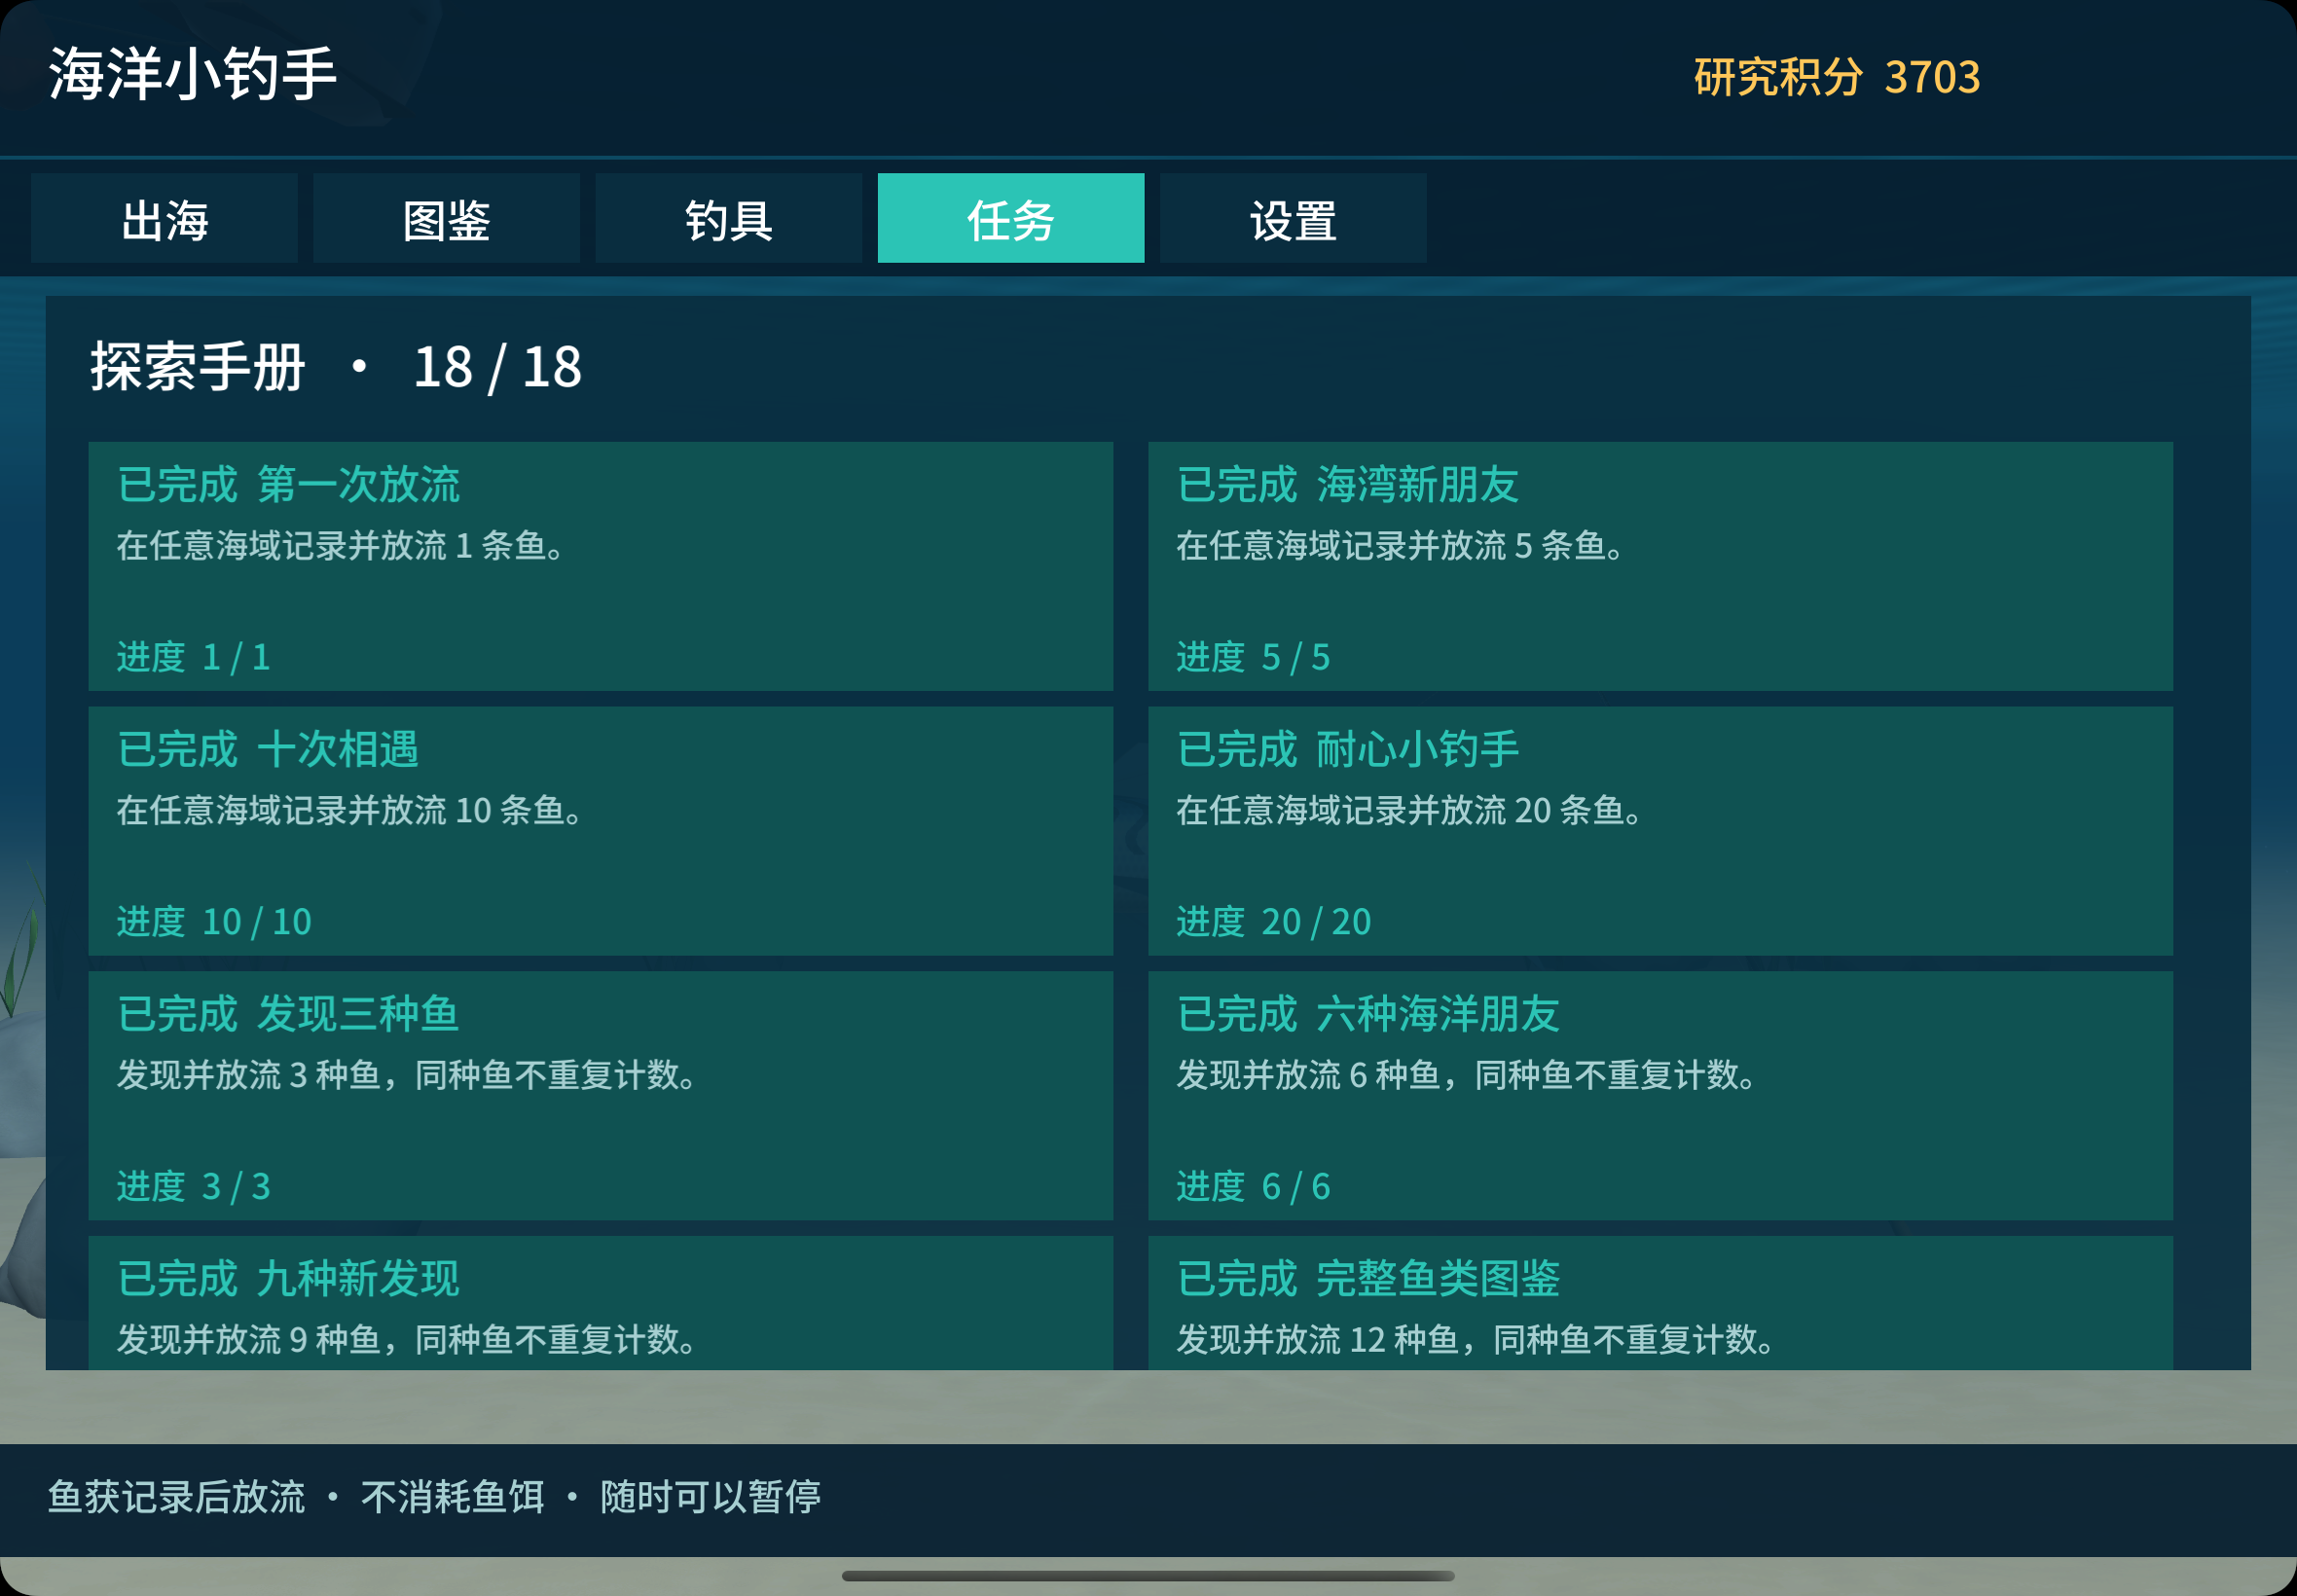 海洋小钓手
研究积分 3703
出海 图鉴 钓具 任务 设置
探索手册 · 18 / 18
已完成 第一次放流
在任意海域记录并放流 1 条鱼。
进度 1 / 1
已完成 海湾新朋友
在任意海域记录并放流 5 条鱼。
进度 5 / 5
已完成 十次相遇
在任意海域记录并放流 10 条鱼。
进度 10 / 10
已完成 耐心小钓手
在任意海域记录并放流 20 条鱼。
进度 20 / 20
已完成 发现三种鱼
发现并放流 3 种鱼，同种鱼不重复计数。
进度 3 / 3
已完成 六种海洋朋友
发现并放流 6 种鱼，同种鱼不重复计数。
进度 6 / 6
已完成 九种新发现
发现并放流 9 种鱼，同种鱼不重复计数。
已完成 完整鱼类图鉴
发现并放流 12 种鱼，同种鱼不重复计数。
鱼获记录后放流 · 不消耗鱼饵 · 随时可以暂停